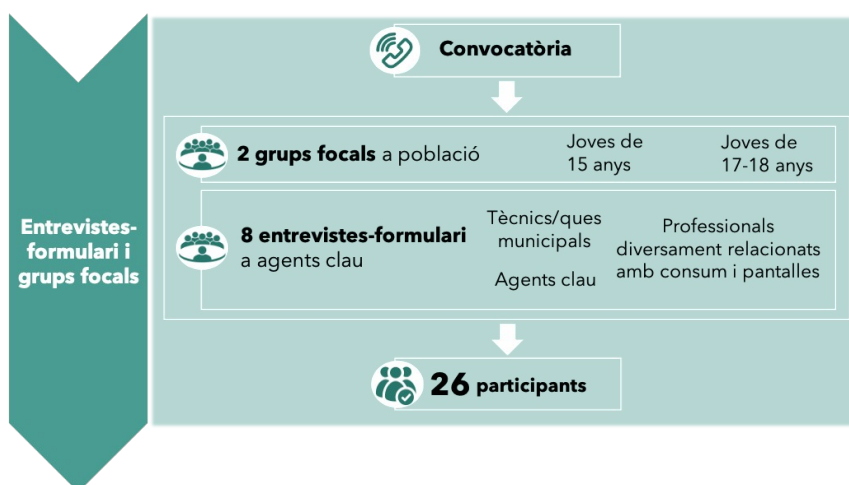 Convocatòria
2 grups focals a població
Joves de
15 anys
Joves de
17-18 anys
Entrevistes-
formulari i
grups focals
8 entrevistes-formulari
a agents clau
Tècnics/ques
municipals
Agents clau
Professionals
diversament relacionats
amb consum i pantalles
26 participants